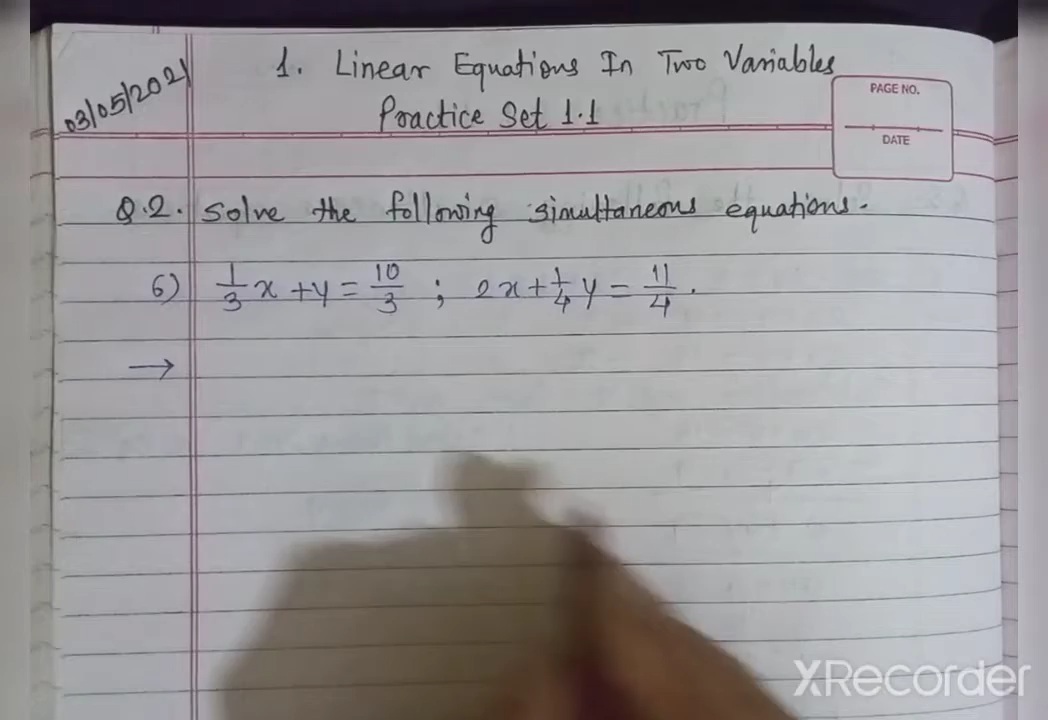 03/05/2021
1. Linear Equations In Two Variables
Practice Set 1.1
PAGE NO.
DATE
Q.2. Solve the following simultaneous equations.
6) 1/3 x + y = 10/3 ; 2x + 1/4 y = 11/4.
→
XRecorder